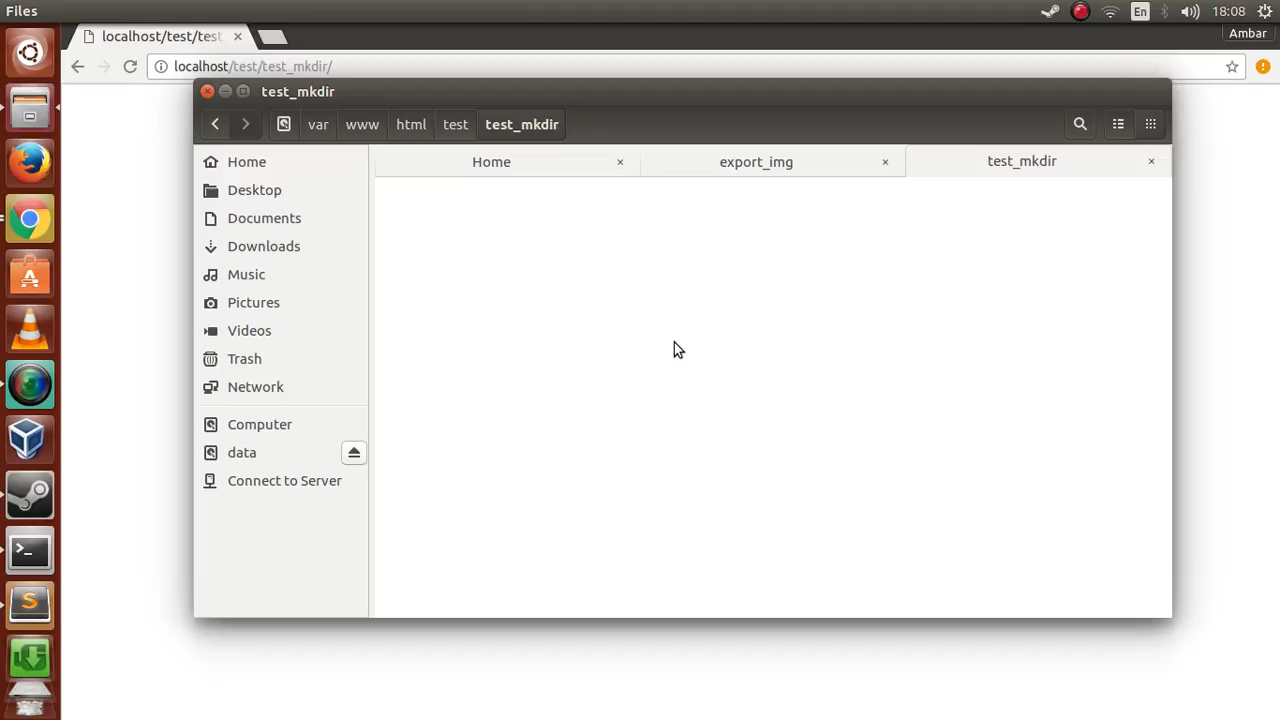 Files
En
18:08
localhost/test/test
Ambar
localhost/test/test_mkdir/
test_mkdir
var
www
html
test
test_mkdir
Home
export_img
test_mkdir
Home
Desktop
Documents
Downloads
Music
Pictures
Videos
Trash
Network
Computer
data
Connect to Server